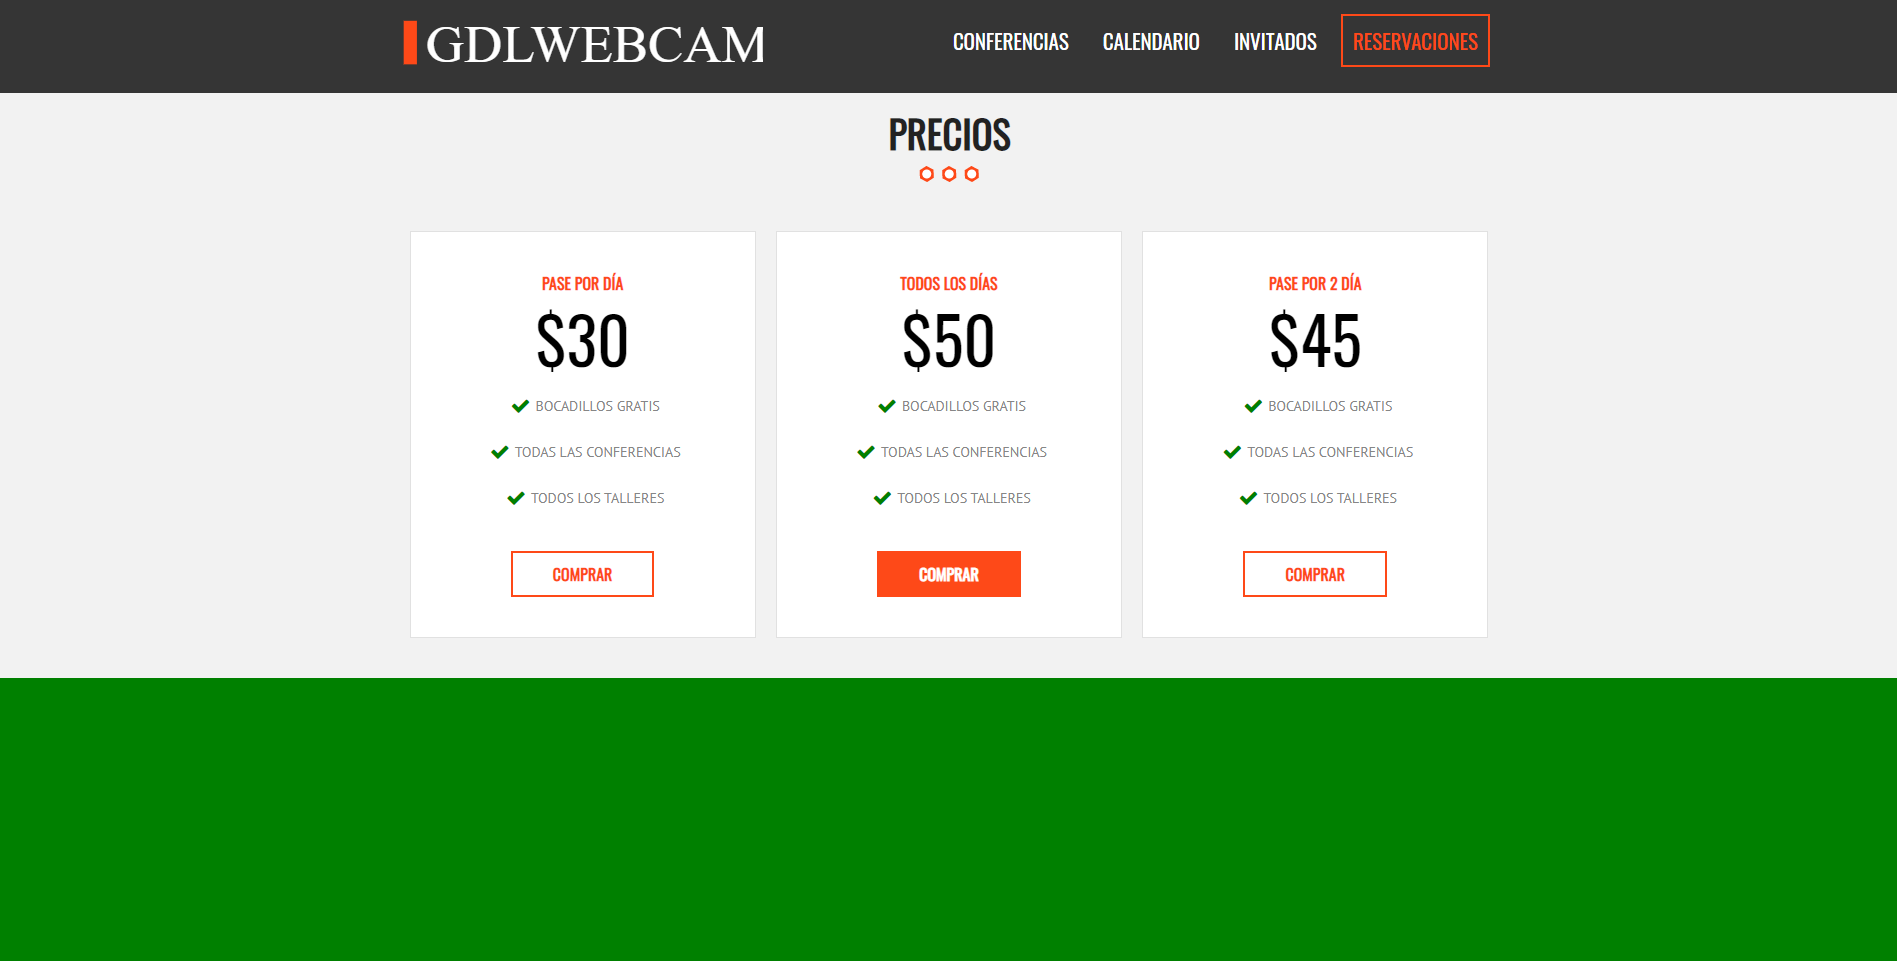 GDLWEBCAM
CONFERENCIAS CALENDARIO INVITADOS RESERVACIONES
PRECIOS
PASE POR DÍA
$30
BOCADILLOS GRATIS
TODAS LAS CONFERENCIAS
TODOS LOS TALLERES
COMPRAR
TODOS LOS DÍAS
$50
BOCADILLOS GRATIS
TODAS LAS CONFERENCIAS
TODOS LOS TALLERES
COMPRAR
PASE POR 2 DÍA
$45
BOCADILLOS GRATIS
TODAS LAS CONFERENCIAS
TODOS LOS TALLERES
COMPRAR